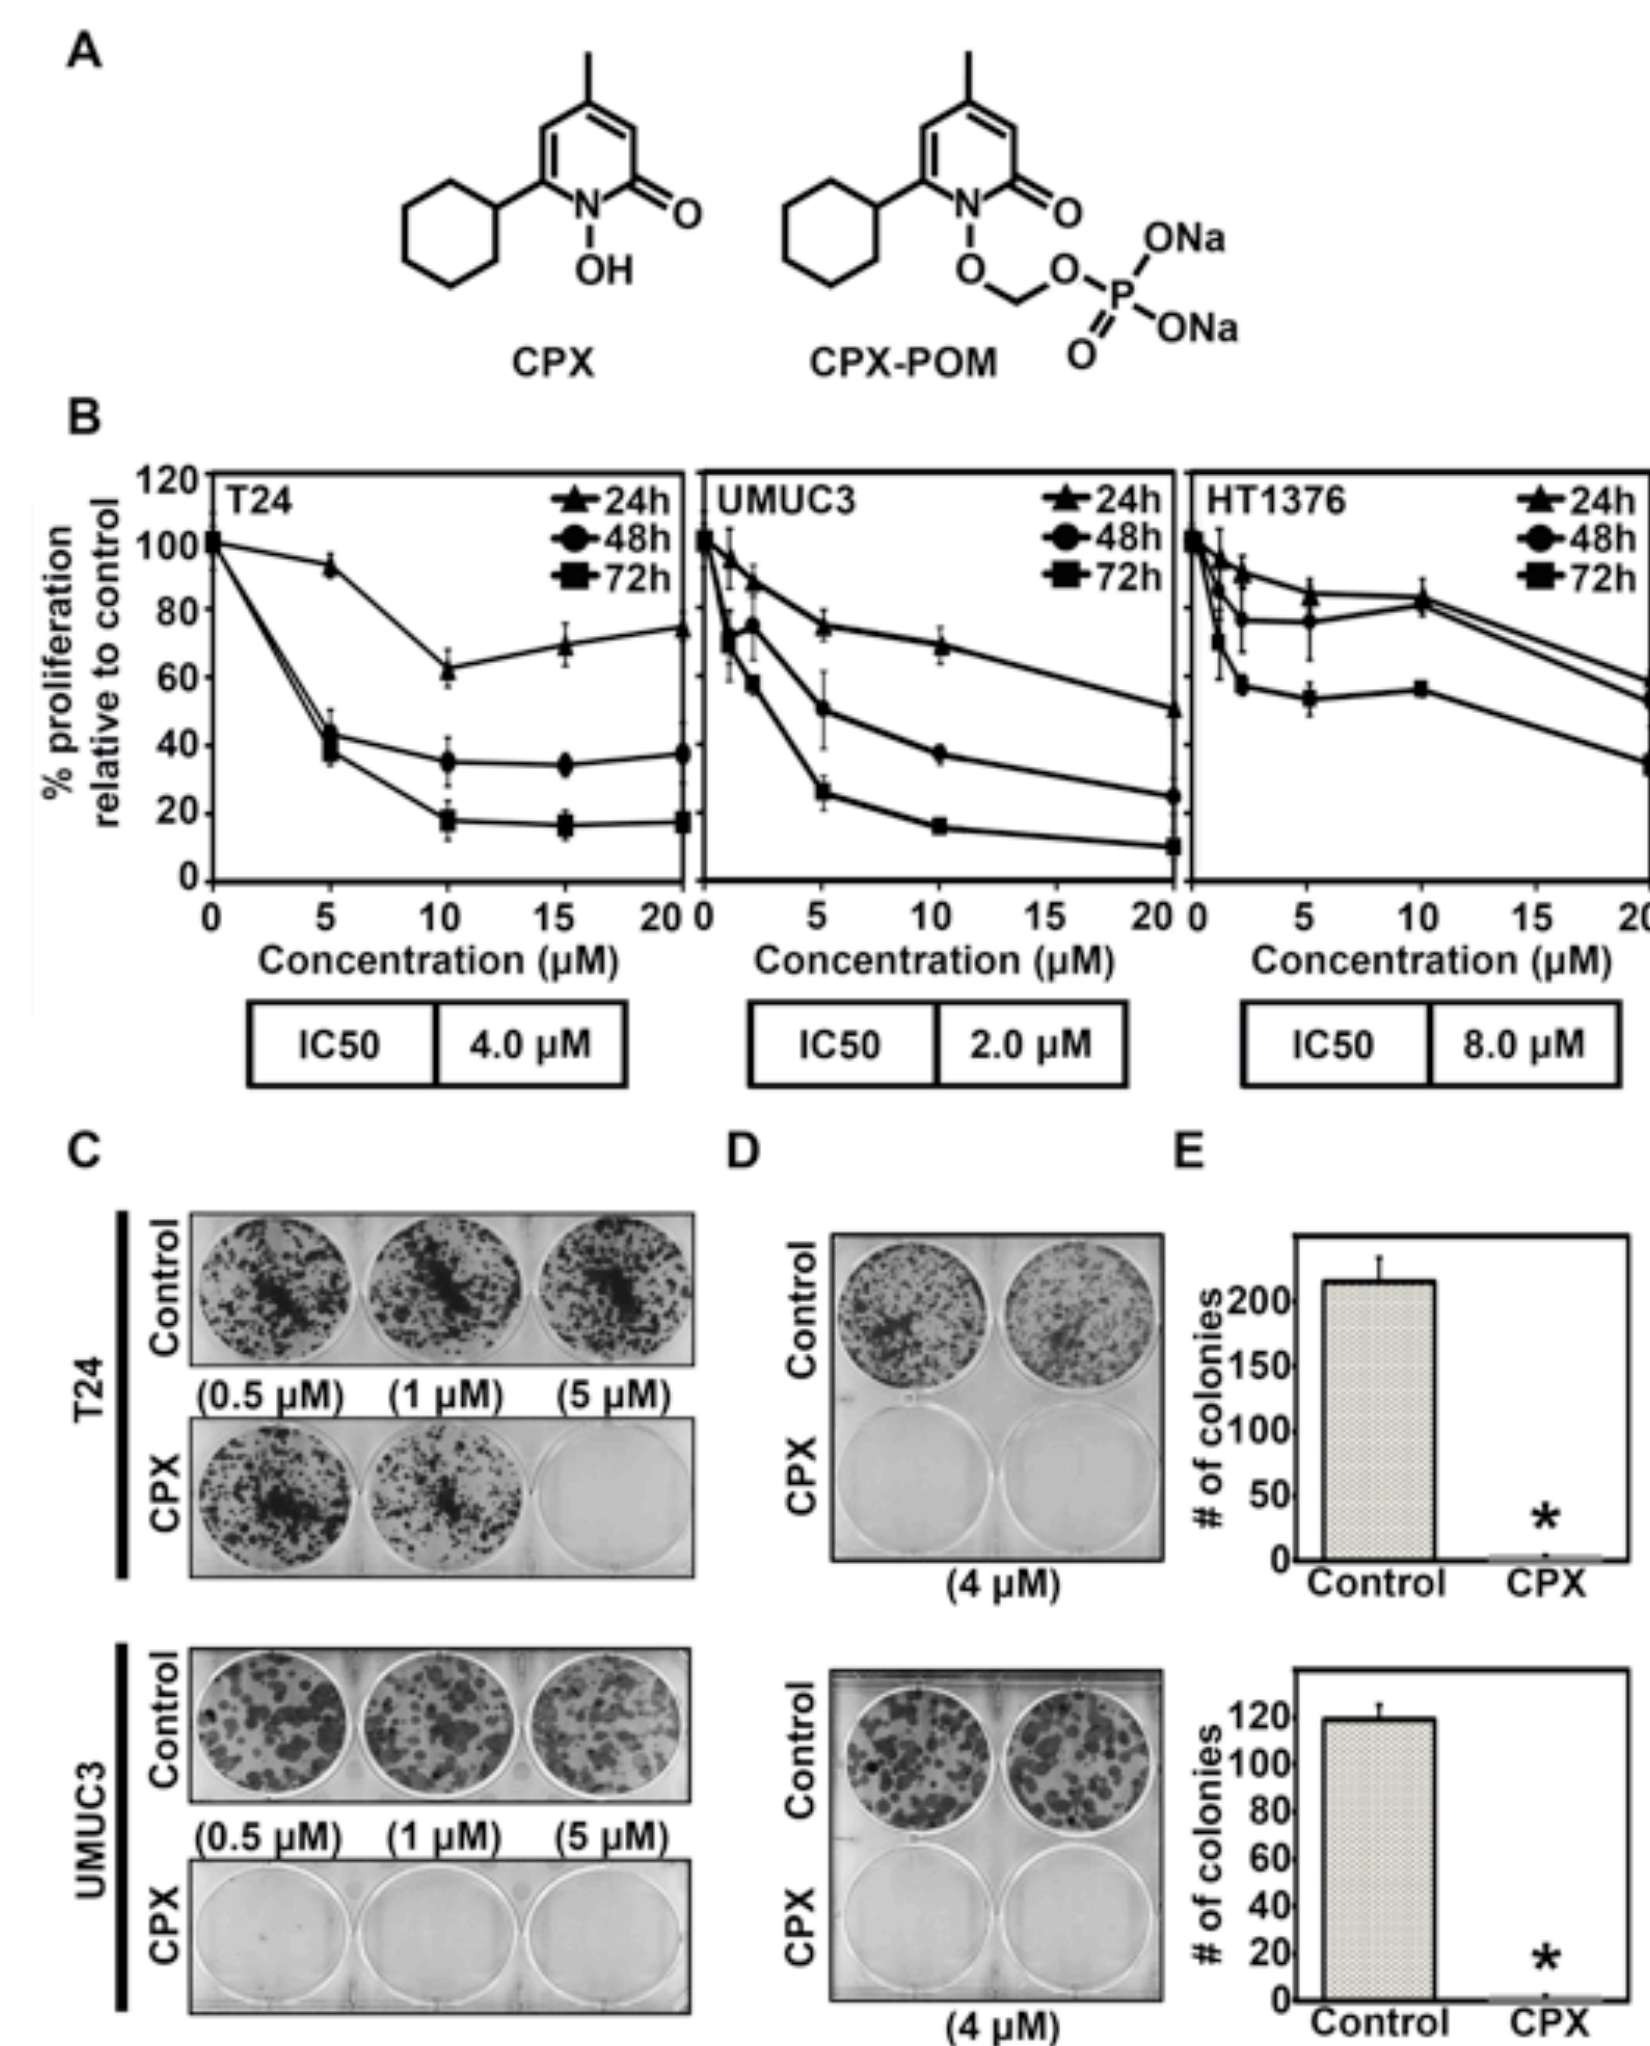 A
N
O
OH
CPX
N
O
O
O
P
O
ONa
ONa
CPX-POM
B
% proliferation
relative to control
120
100
80
60
40
20
0
T24
24h
48h
72h
0 5 10 15 20
Concentration (µM)
IC50 4.0 µM
UMUC3
24h
48h
72h
0 5 10 15 20
Concentration (µM)
IC50 2.0 µM
HT1376
24h
48h
72h
0 5 10 15 20
Concentration (µM)
IC50 8.0 µM
C
T24
Control
(0.5 µM) (1 µM) (5 µM)
CPX
UMUC3
Control
(0.5 µM) (1 µM) (5 µM)
CPX
D
Control
CPX
(4 µM)
Control
CPX
(4 µM)
E
# of colonies
200
150
100
50
0
*
Control CPX
# of colonies
120
100
80
60
40
20
0
*
Control CPX